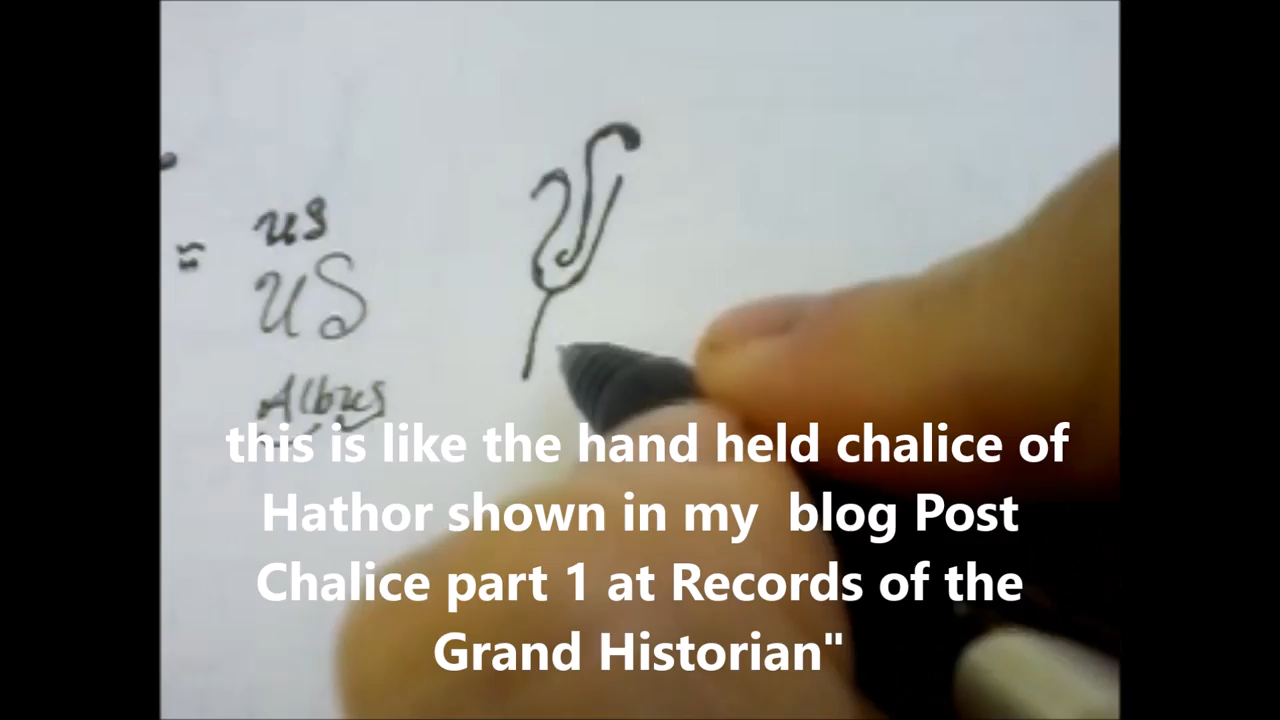 us
=
us
Albus
this is like the hand held chalice of
Hathor shown in my  blog Post
Chalice part 1 at Records of the
Grand Historian"